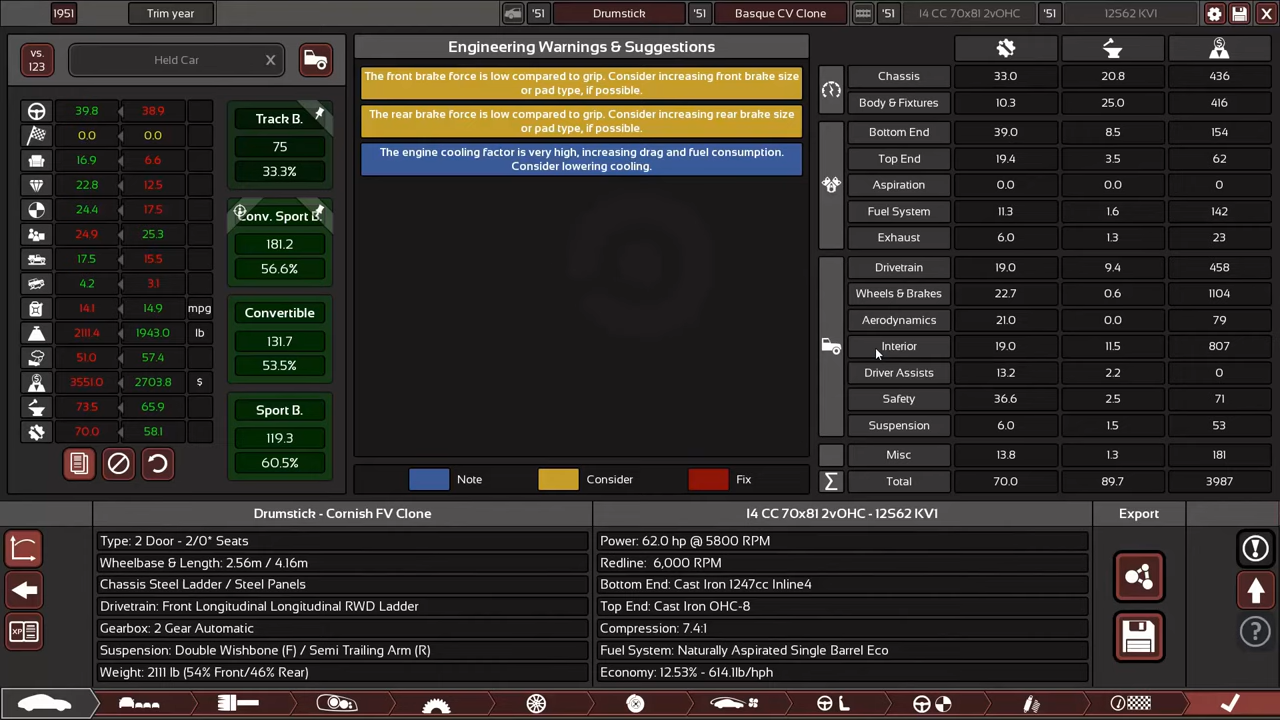 1951 Trim year '51 Drumstick '51 Basque CV Clone '51 I4 CC 70x81 2vOHC '51 12S62 KV1
vs. 123 Held Car X
Engineering Warnings & Suggestions
The front brake force is low compared to grip. Consider increasing front brake size
or pad type, if possible.
The rear brake force is low compared to grip. Consider increasing rear brake size
or pad type, if possible.
The engine cooling factor is very high, increasing drag and fuel consumption.
Consider lowering cooling.
Note Consider Fix
39.8 38.9
0.0 0.0
16.9 6.6
22.8 12.5
24.4 17.5
24.9 25.3
17.5 15.5
4.2 3.1
14.1 14.9 mpg
2111.4 1943.0 lb
51.0 57.4
3551.0 2703.8 $
73.5 65.9
70.0 58.1
Track B.
75
33.3%
Conv. Sport B.
181.2
56.6%
Convertible
131.7
53.5%
Sport B.
119.3
60.5%
Chassis 33.0 20.8 436
Body & Fixtures 10.3 25.0 416
Bottom End 39.0 8.5 154
Top End 19.4 3.5 62
Aspiration 0.0 0.0 0
Fuel System 11.3 1.6 142
Exhaust 6.0 1.3 23
Drivetrain 19.0 9.4 458
Wheels & Brakes 22.7 0.6 1104
Aerodynamics 21.0 0.0 79
Interior 19.0 11.5 807
Driver Assists 13.2 2.2 0
Safety 36.6 2.5 71
Suspension 6.0 1.5 53
Misc 13.8 1.3 181
Σ Total 70.0 89.7 3987
Drumstick - Cornish FV Clone
Type: 2 Door - 2/0* Seats
Wheelbase & Length: 2.56m / 4.16m
Chassis Steel Ladder / Steel Panels
Drivetrain: Front Longitudinal Longitudinal RWD Ladder
Gearbox: 2 Gear Automatic
Suspension: Double Wishbone (F) / Semi Trailing Arm (R)
Weight: 2111 lb (54% Front/46% Rear)
I4 CC 70x81 2vOHC - 12S62 KV1
Power: 62.0 hp @ 5800 RPM
Redline: 6,000 RPM
Bottom End: Cast Iron 1247cc Inline4
Top End: Cast Iron OHC-8
Compression: 7.4:1
Fuel System: Naturally Aspirated Single Barrel Eco
Economy: 12.53% - 614.1lb/hph
Export
XP
?